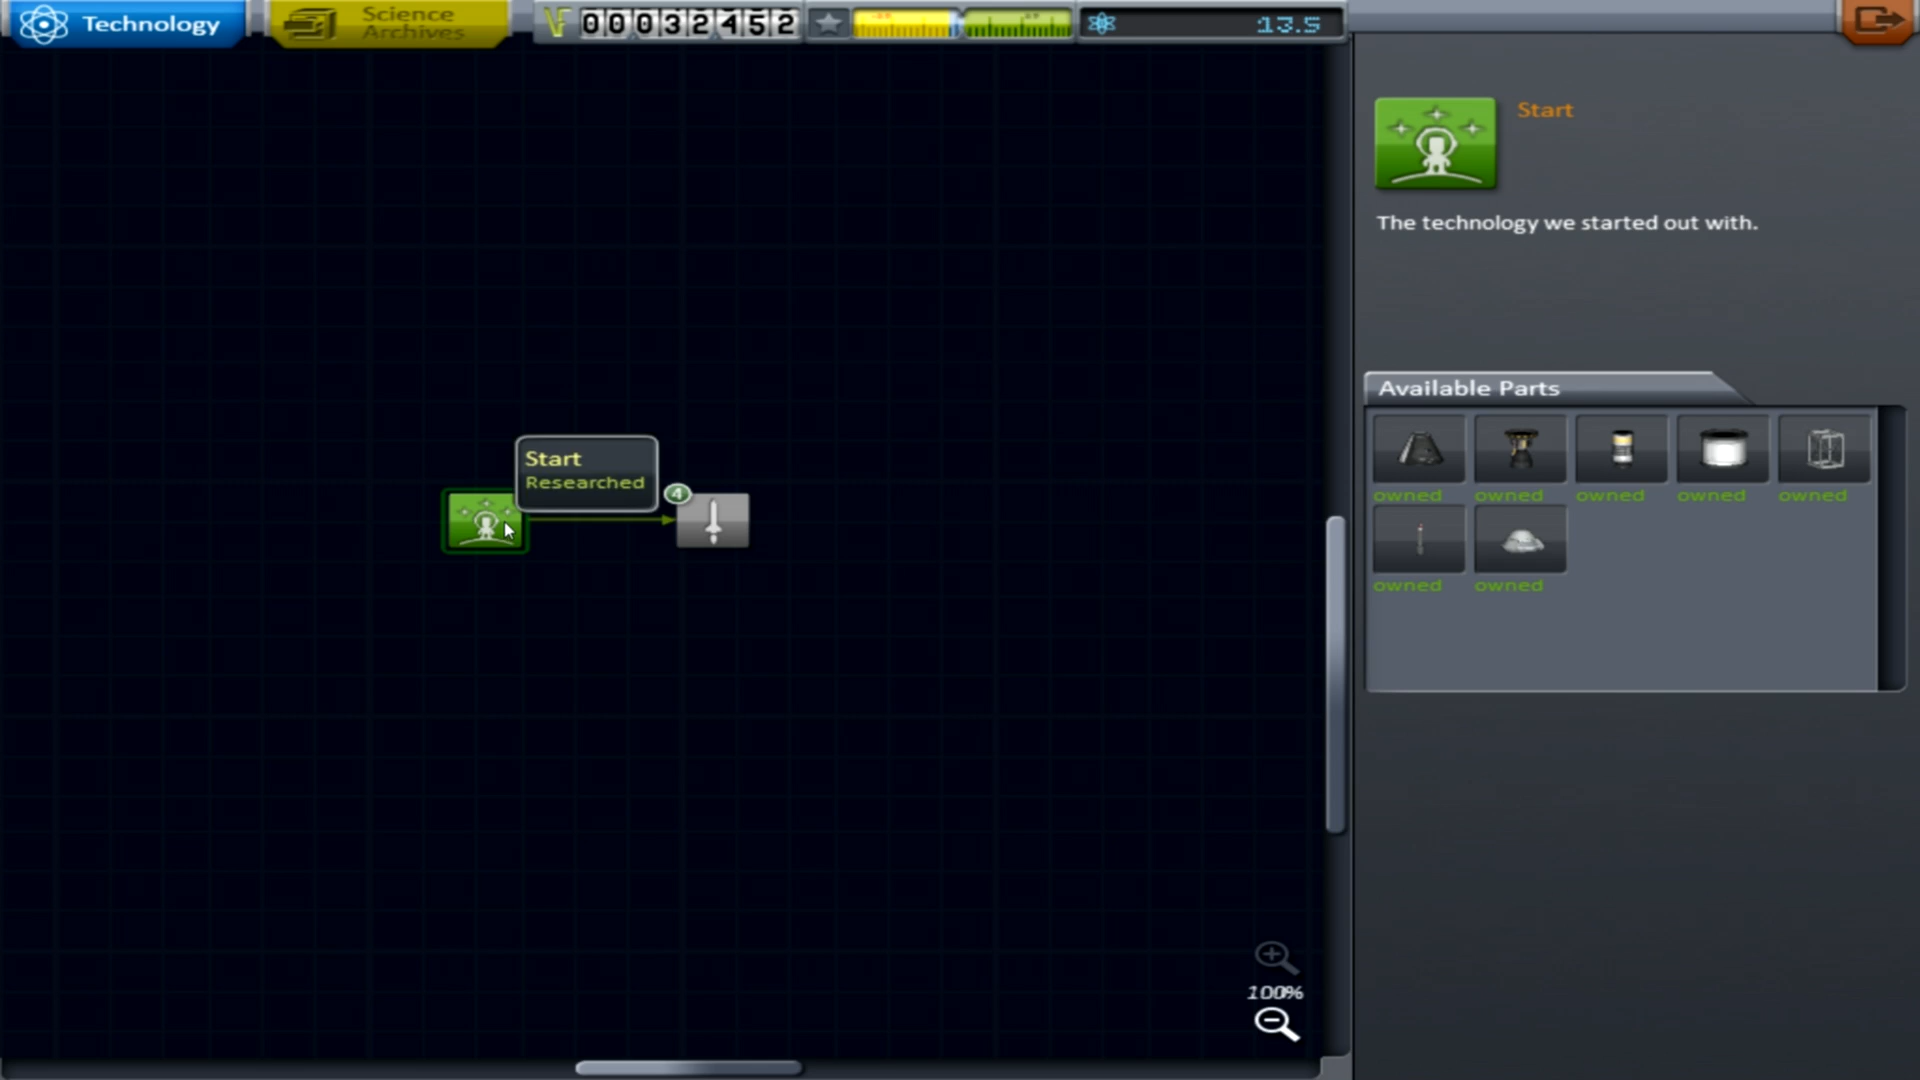 Technology
Science
Archives
00032452
13.5
Start
The technology we started out with.
Available Parts
owned
owned
owned
owned
owned
owned
owned
Start
Researched
4
100%